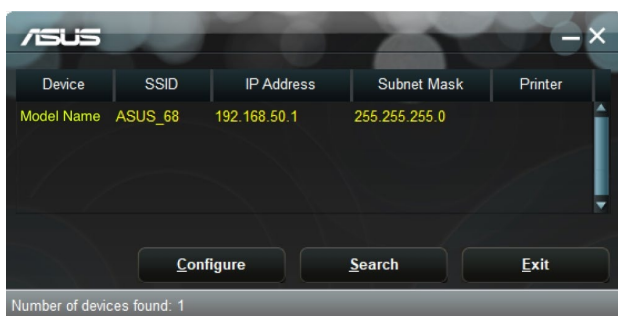 ASUS
Device SSID IP Address Subnet Mask Printer
Model Name ASUS_68 192.168.50.1 255.255.255.0
Configure Search Exit
Number of devices found: 1